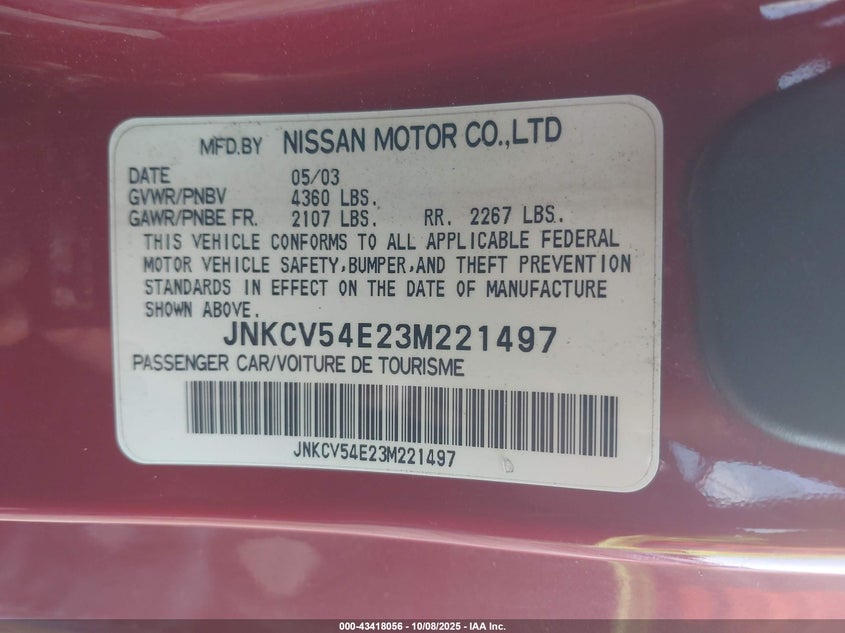 MFD.BY NISSAN MOTOR CO.,LTD
DATE 05/03
GVWR/PNBV 4360 LBS.
GAWR/PNBE FR. 2107 LBS. RR. 2267 LBS.
THIS VEHICLE CONFORMS TO ALL APPLICABLE FEDERAL
MOTOR VEHICLE SAFETY,BUMPER,AND THEFT PREVENTION
STANDARDS IN EFFECT ON THE DATE OF MANUFACTURE
SHOWN ABOVE.
JNKCV54E23M221497
PASSENGER CAR/VOITURE DE TOURISME
JNKCV54E23M221497
000-43418056 - 10/08/2025 - IAA Inc.